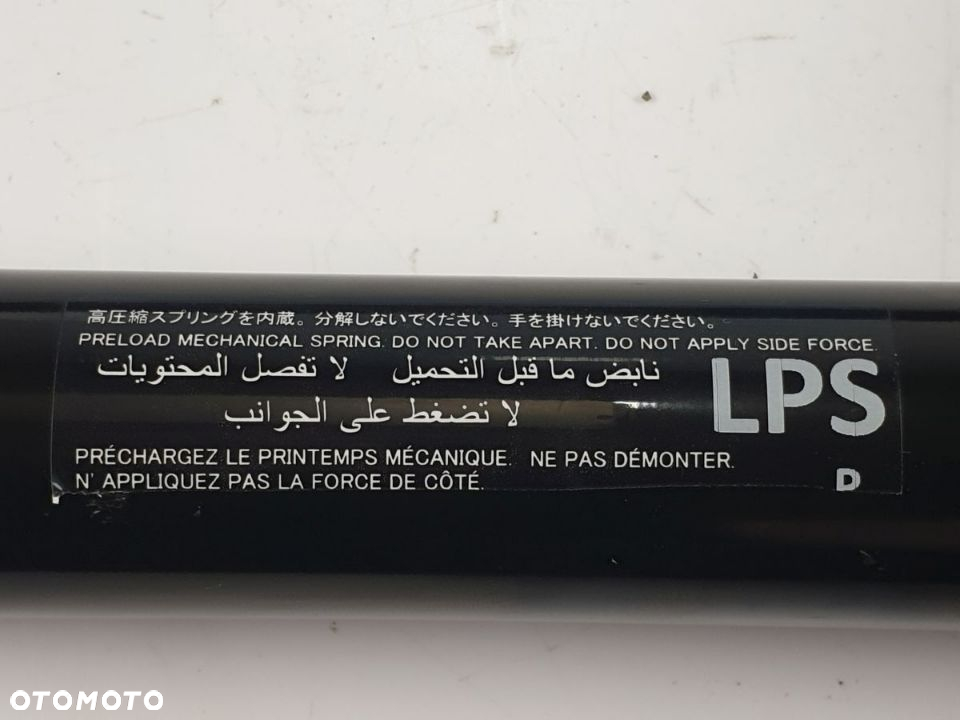 高圧縮スプリングを内蔵。分解しないでください。手を掛けないでください。
PRELOAD MECHANICAL SPRING. DO NOT TAKE APART. DO NOT APPLY SIDE FORCE.
نابض ما قبل التحميل    لا تفصل المحتويات
لا تضغط على الجوانب
LPS
PRÉCHARGEZ LE PRINTEMPS MÉCANIQUE. NE PAS DÉMONTER.
N' APPLIQUEZ PAS LA FORCE DE CÔTÉ.
D
OTOMOTO